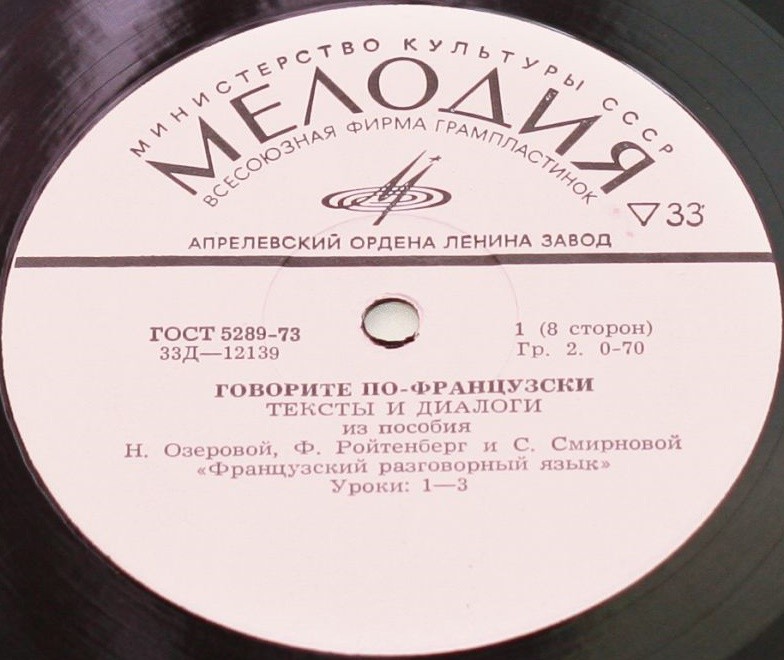 МИНИСТЕРСТВО КУЛЬТУРЫ СССР
МЕЛОДИЯ
ВСЕСОЮЗНАЯ ФИРМА ГРАМПЛАСТИНОК
▽ 33
АПРЕЛЕВСКИЙ ОРДЕНА ЛЕНИНА ЗАВОД
ГОСТ 5289-73 1 (8 сторон)
33Д—12139 Гр. 2. 0-70
ГОВОРИТЕ ПО-ФРАНЦУЗСКИ
ТЕКСТЫ И ДИАЛОГИ
из пособия
Н. Озеровой, Ф. Ройтенберг и С. Смирновой
«Французский разговорный язык»
Уроки: 1—3